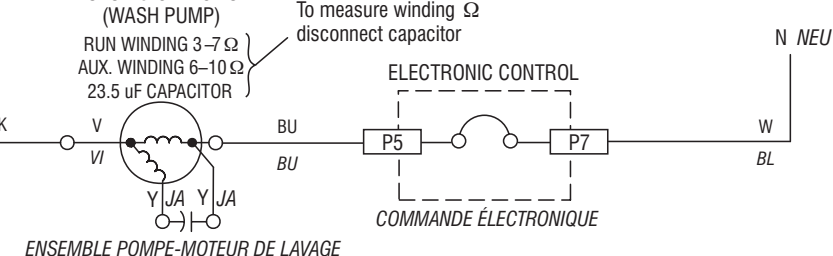 (WASH PUMP)
To measure winding Ω
disconnect capacitor
RUN WINDING 3–7 Ω
AUX. WINDING 6–10 Ω
23.5 uF CAPACITOR
N NEU
ELECTRONIC CONTROL
K
V
VI
BU
BU
P5
P7
W
BL
Y JA Y JA
COMMANDE ÉLECTRONIQUE
ENSEMBLE POMPE-MOTEUR DE LAVAGE